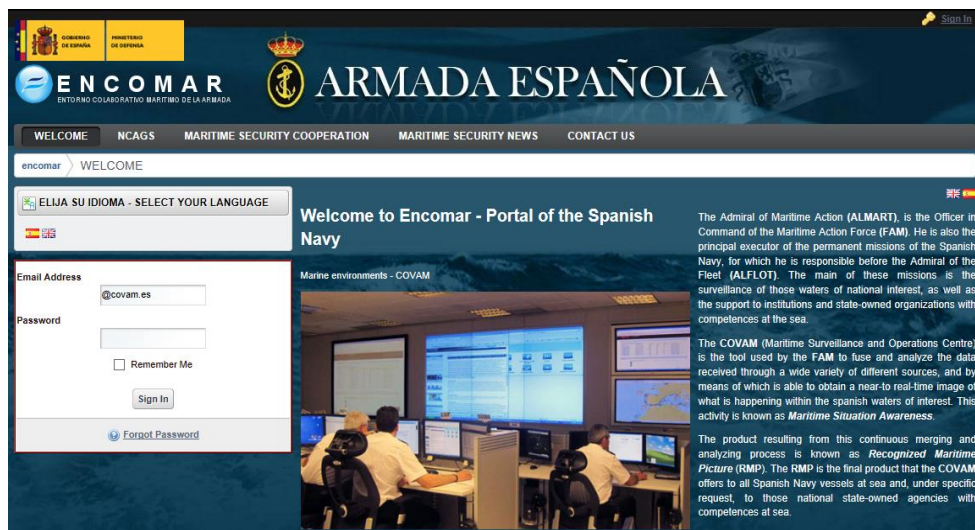 Sign In
GOBIERNO DE ESPAÑA
MINISTERIO DE DEFENSA
ENCOMAR
ENTORNO COLABORATIVO MARITIMO DE LA ARMADA
ARMADA ESPAÑOLA
WELCOME NCAGS MARITIME SECURITY COOPERATION MARITIME SECURITY NEWS CONTACT US
encomar WELCOME
ELIJA SU IDIOMA - SELECT YOUR LANGUAGE
Email Address
@covam.es
Password
Remember Me
Sign In
Forgot Password
Welcome to Encomar - Portal of the Spanish
Navy
Marine environments - COVAM
The Admiral of Maritime Action (ALMART), is the Officer in
Command of the Maritime Action Force (FAM). He is also the
principal executor of the permanent missions of the Spanish
Navy, for which he is responsible before the Admiral of the
Fleet (ALFLOT). The main of these missions is the
surveillance of those waters of national interest, as well as
the support to institutions and state-owned organizations with
competences at the sea.
The COVAM (Maritime Surveillance and Operations Centre)
is the tool used by the FAM to fuse and analyze the data
received through a wide variety of different sources, and by
means of which is able to obtain a near-to real-time image of
what is happening within the spanish waters of interest. This
activity is known as Maritime Situation Awareness.
The product resulting from this continuous merging and
analyzing process is known as Recognized Maritime
Picture (RMP). The RMP is the final product that the COVAM
offers to all Spanish Navy vessels at sea and, under specific
request, to those national state-owned agencies with
competences at sea.